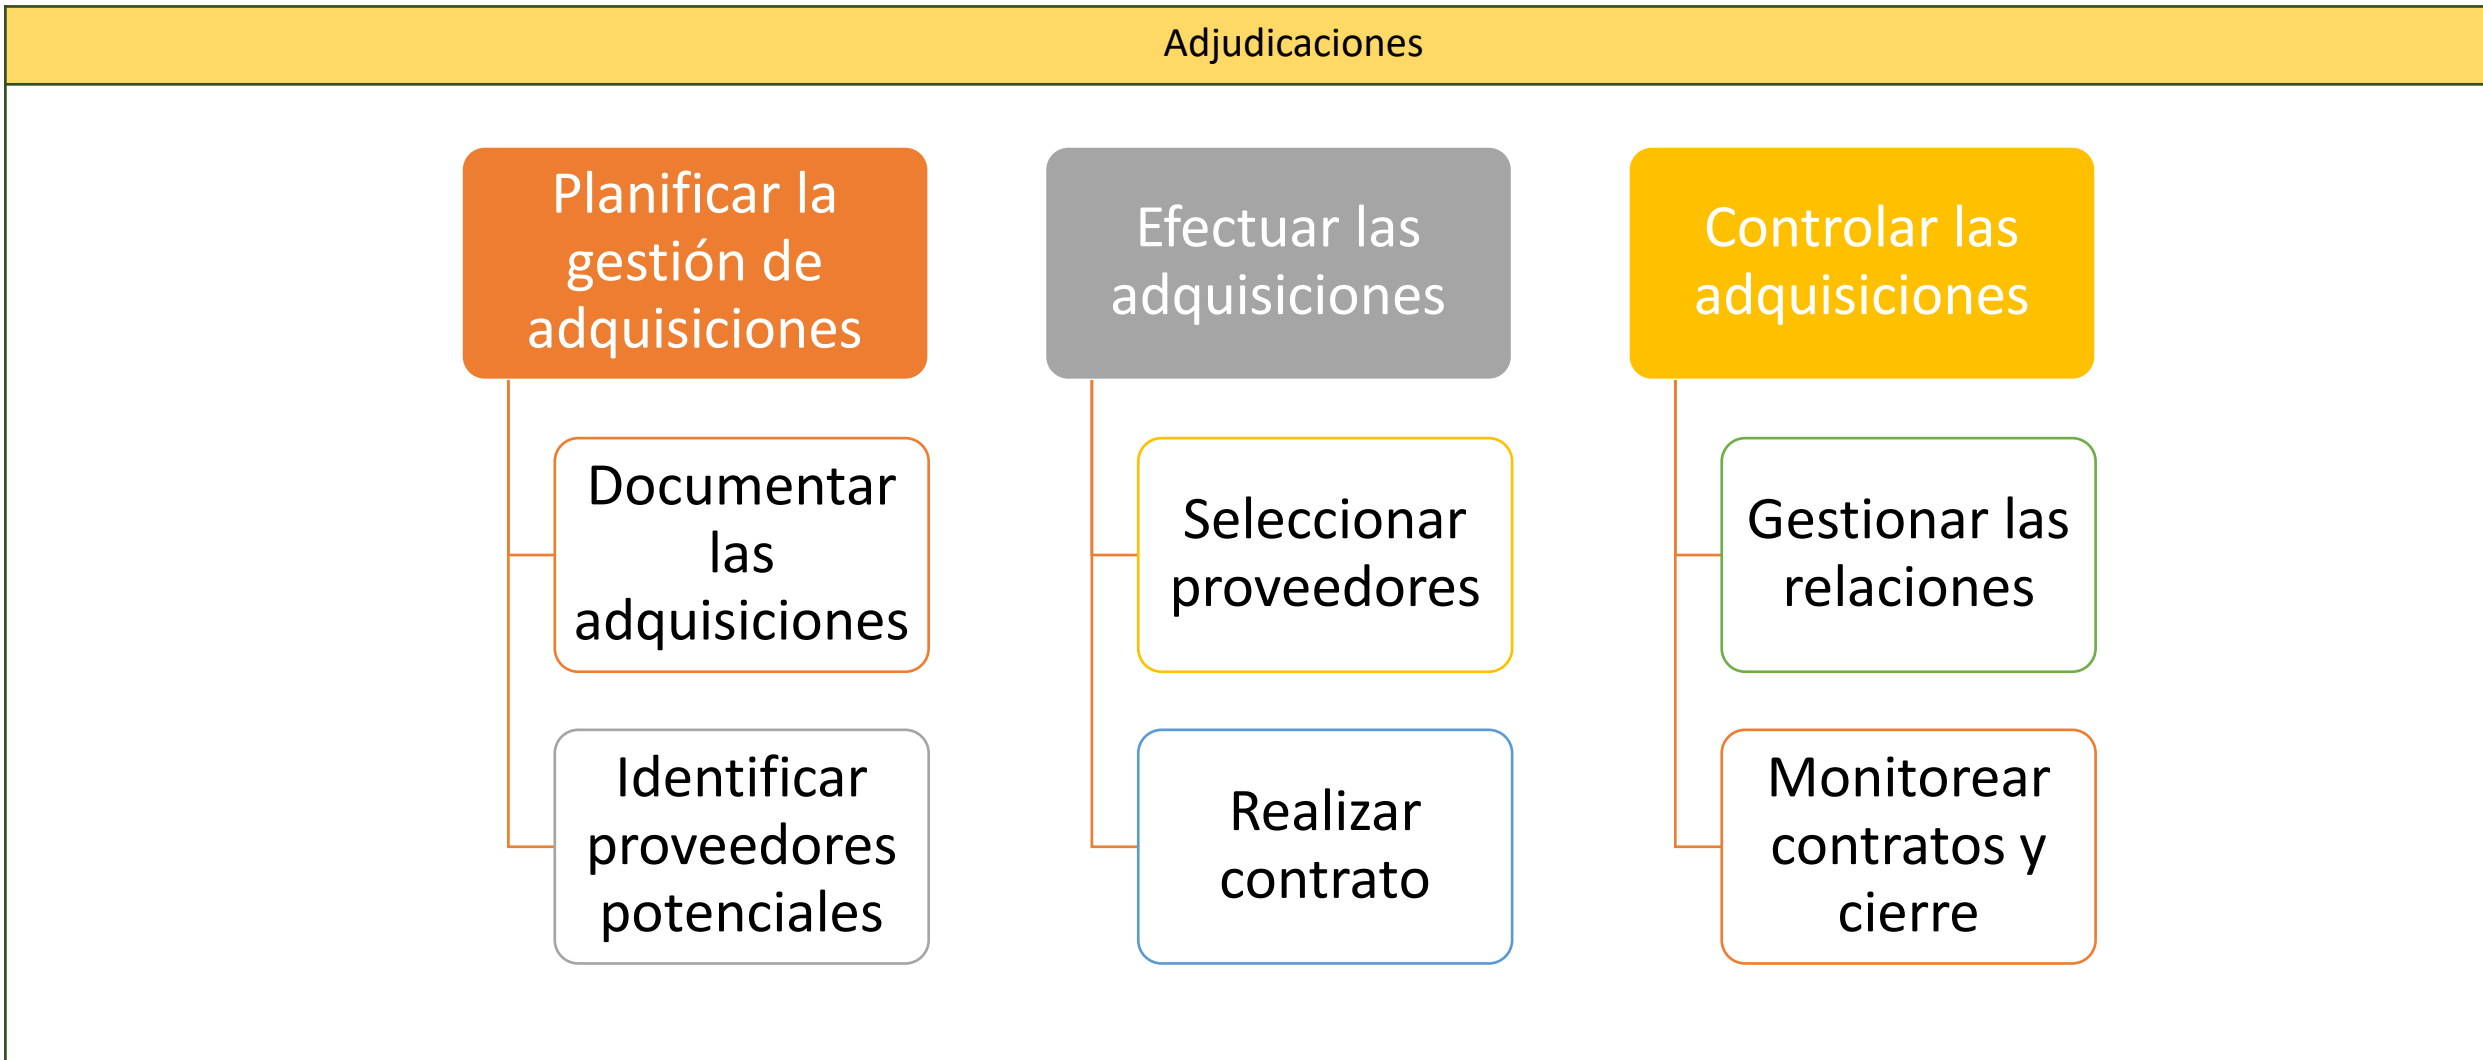 Adjudicaciones
Planificar la
gestión de
adquisiciones
Documentar
las
adquisiciones
Identificar
proveedores
potenciales
Efectuar las
adquisiciones
Seleccionar
proveedores
Realizar
contrato
Controlar las
adquisiciones
Gestionar las
relaciones
Monitorear
contratos y
cierre